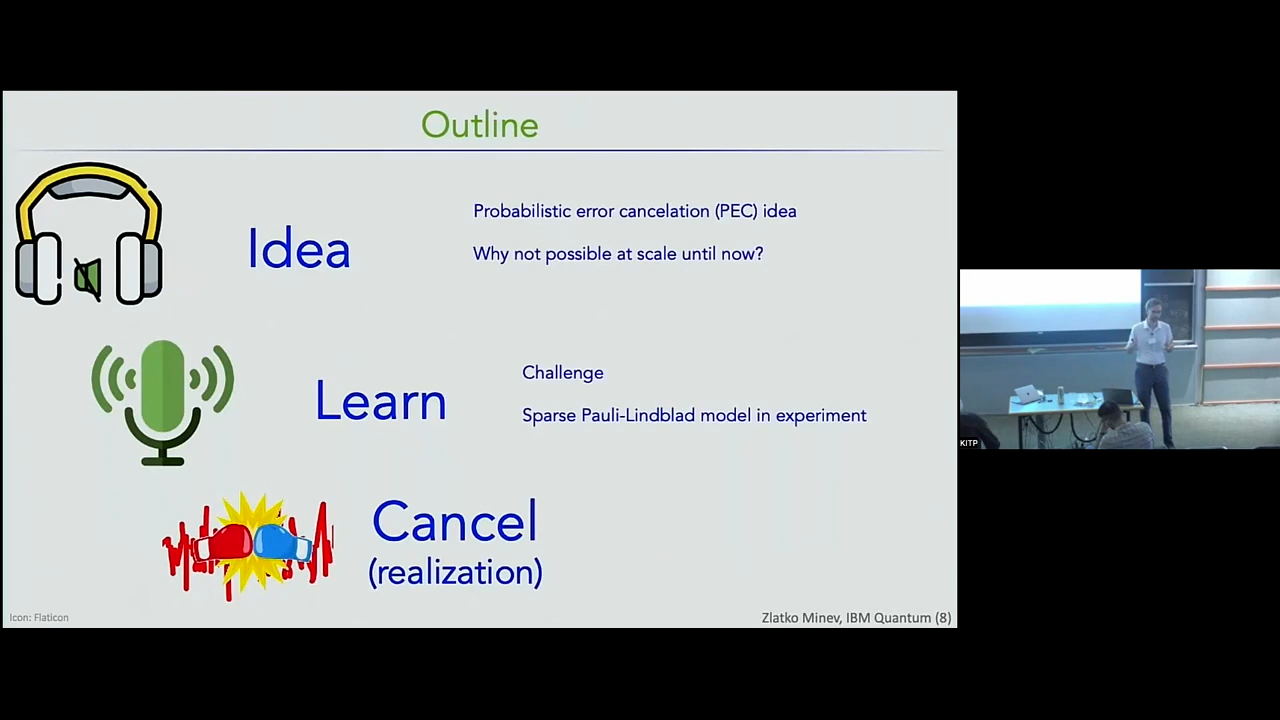 Outline
Idea
Probabilistic error cancelation (PEC) idea
Why not possible at scale until now?
Learn
Challenge
Sparse Pauli-Lindblad model in experiment
Cancel
(realization)
Icon: Flaticon
Zlatko Minev, IBM Quantum (8)
KITP